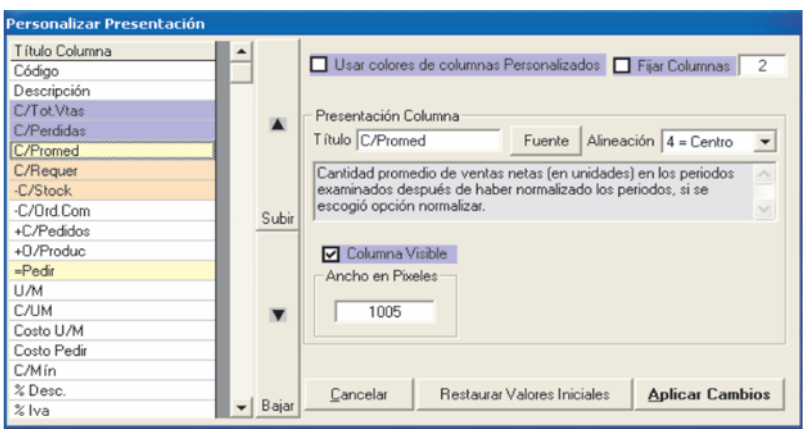 Personalizar Presentación
Título Columna
Código
Descripción
C/Tot.Vtas
C/Perdidas
C/Promed
C/Requer
-C/Stock
-C/Ord.Com
+C/Pedidos
+O/Produc
=Pedir
U/M
C/UM
Costo U/M
Costo Pedir
C/Mín
% Desc.
% Iva
Subir
Bajar
Usar colores de columnas Personalizados Fijar Columnas 2
Presentación Columna
Título C/Promed Fuente Alineación 4 = Centro
Cantidad promedio de ventas netas (en unidades) en los periodos
examinados después de haber normalizado los periodos, si se
escogió opción normalizar.
Columna Visible
Ancho en Pixeles
1005
Cancelar Restaurar Valores Iniciales Aplicar Cambios